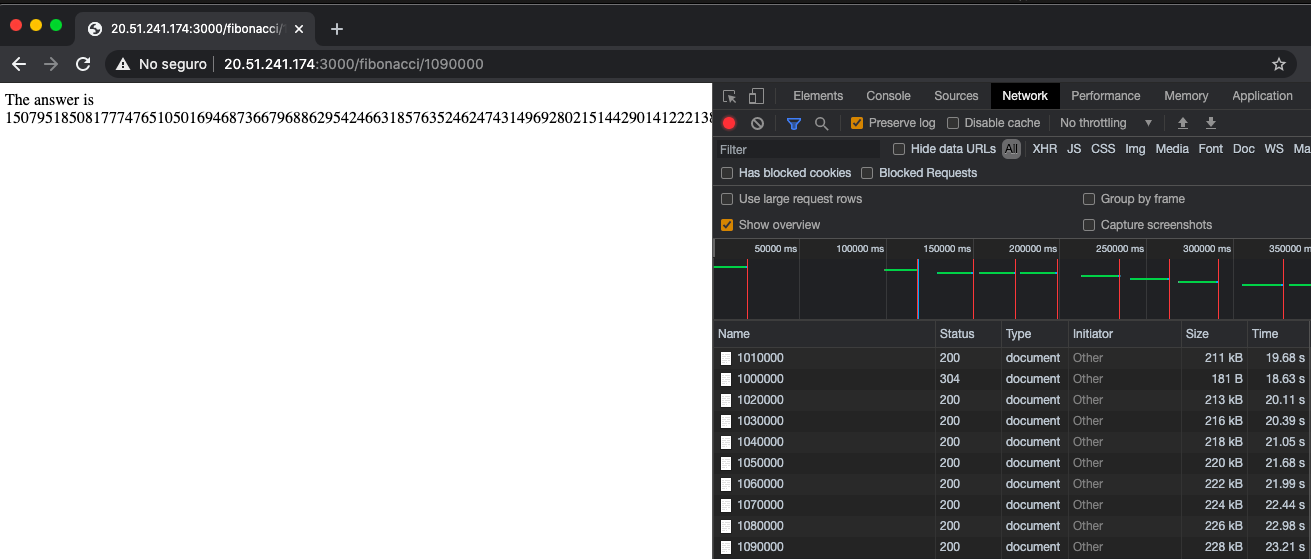 20.51.241.174:3000/fibonacci/1
No seguro 20.51.241.174:3000/fibonacci/1090000
The answer is
Elements Console Sources Network Performance Memory Application
15079518508177747651050169468736679688629542466318576352462474314969280215144290141222138
Preserve log Disable cache No throttling
Filter Hide data URLs All XHR JS CSS Img Media Font Doc WS Ma
Has blocked cookies Blocked Requests
Use large request rows Group by frame
Show overview Capture screenshots
50000 ms 100000 ms 150000 ms 200000 ms 250000 ms 300000 ms 350000 m
Name Status Type Initiator Size Time
1010000 200 document Other 211 kB 19.68 s
1000000 304 document Other 181 B 18.63 s
1020000 200 document Other 213 kB 20.11 s
1030000 200 document Other 216 kB 20.39 s
1040000 200 document Other 218 kB 21.05 s
1050000 200 document Other 220 kB 21.68 s
1060000 200 document Other 222 kB 21.99 s
1070000 200 document Other 224 kB 22.44 s
1080000 200 document Other 226 kB 22.98 s
1090000 200 document Other 228 kB 23.21 s